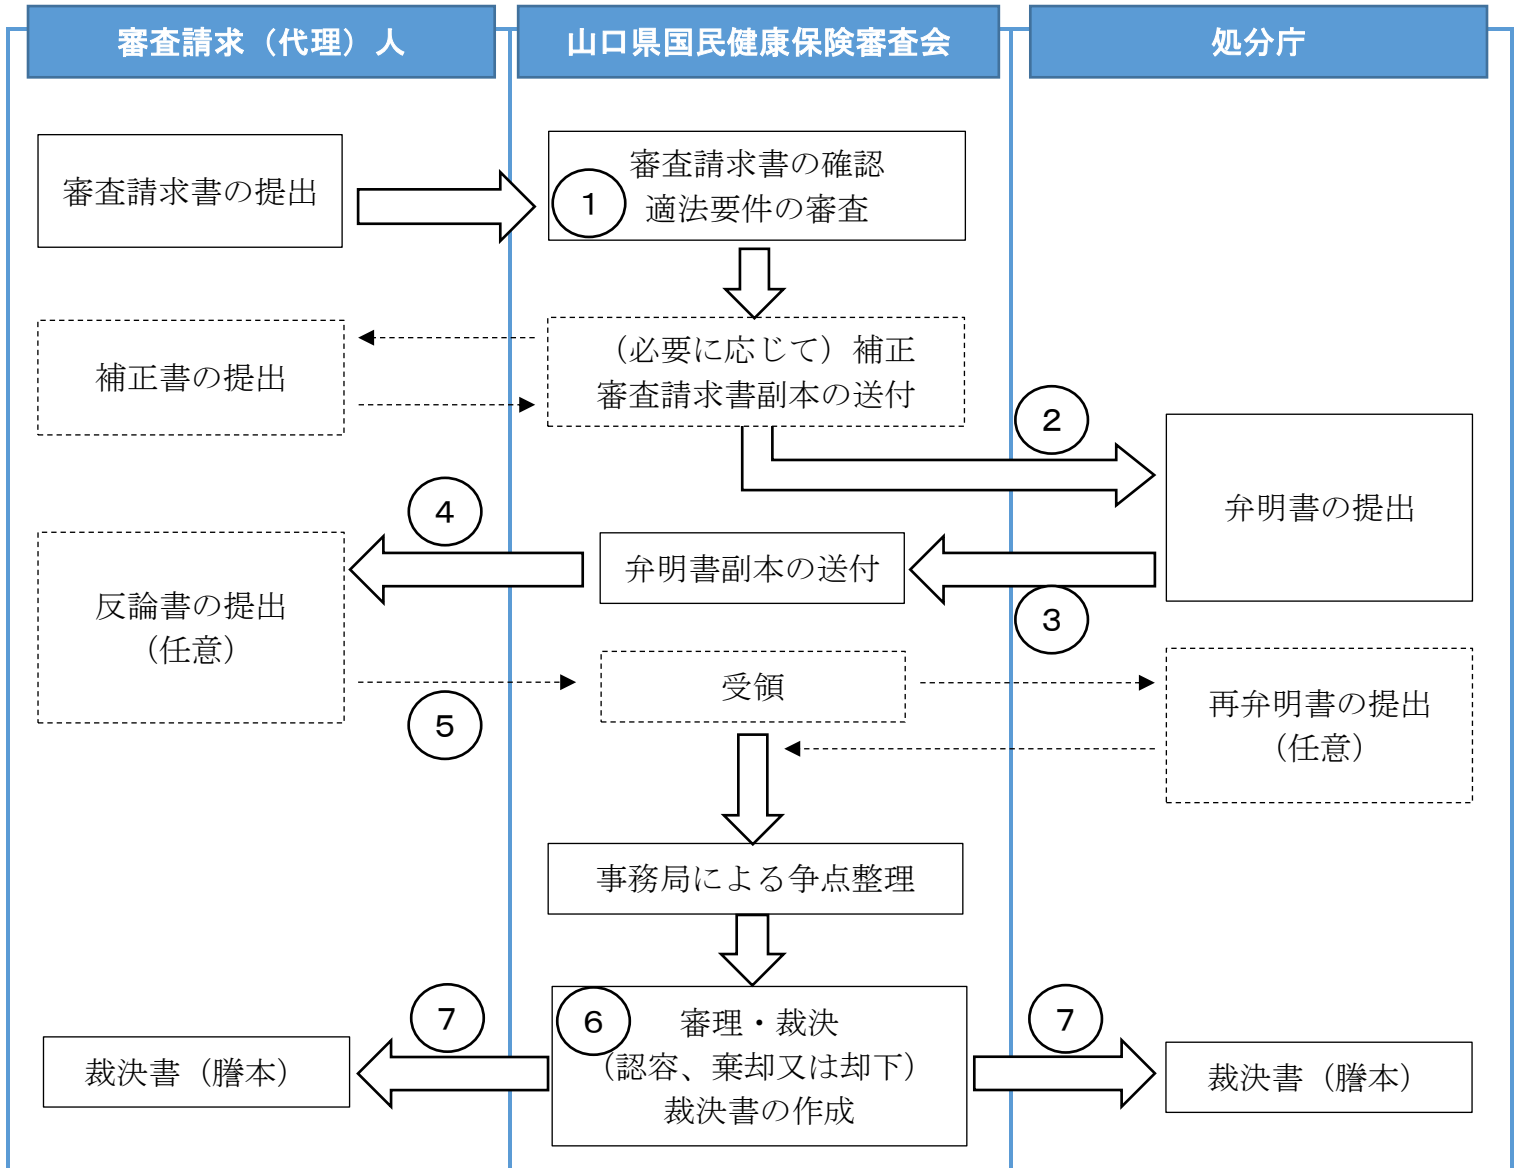 審査請求（代理）人
山口県国民健康保険審査会
処分庁
審査請求書の提出
審査請求書の確認
適法要件の審査
１
補正書の提出
（必要に応じて）補正
審査請求書副本の送付
２
弁明書の提出
４
弁明書副本の送付
３
反論書の提出
（任意）
５
受領
再弁明書の提出
（任意）
事務局による争点整理
７
６
審理・裁決
（認容、棄却又は却下）
裁決書の作成
７
裁決書（謄本）
裁決書（謄本）